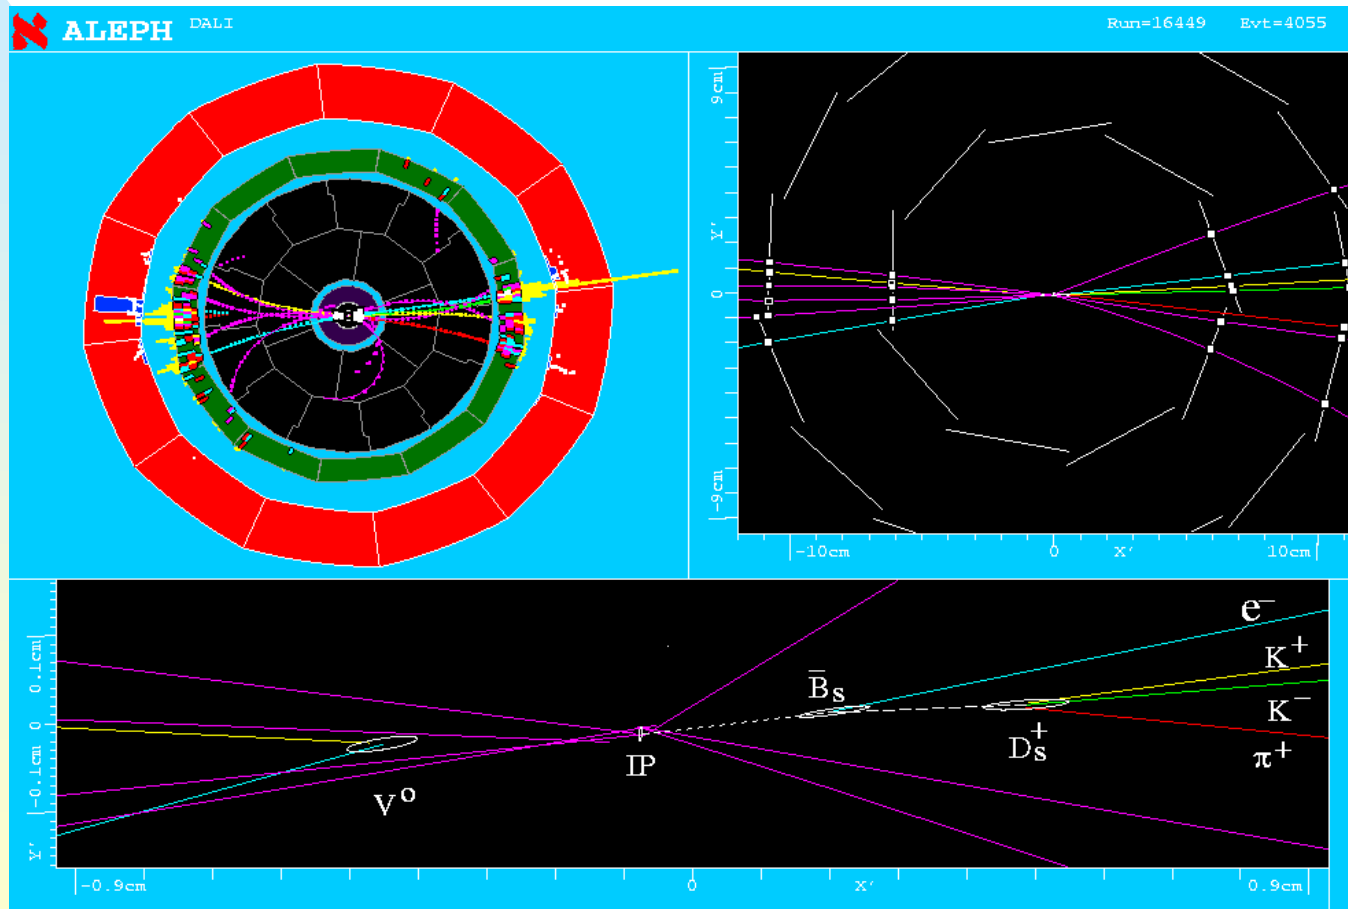 ALEPH DALI Run=16449 Evt=4055
9cm
Y'
0
-9cm
-10cm 0 X' 10cm
0.1cm
0
-0.1cm
Y'
e⁻
K⁺
B̅s
K⁻
Ds⁺
π⁺
IP
V⁰
-0.9cm 0 X' 0.9cm